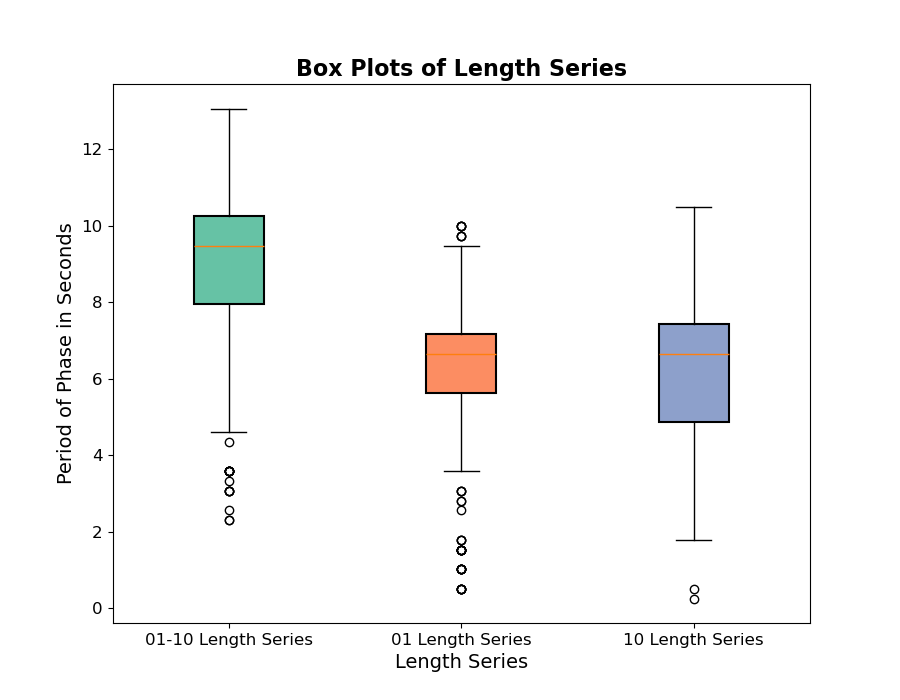 Box Plots of Length Series
Period of Phase in Seconds
12
10
8
6
4
2
0
01-10 Length Series
01 Length Series
10 Length Series
Length Series